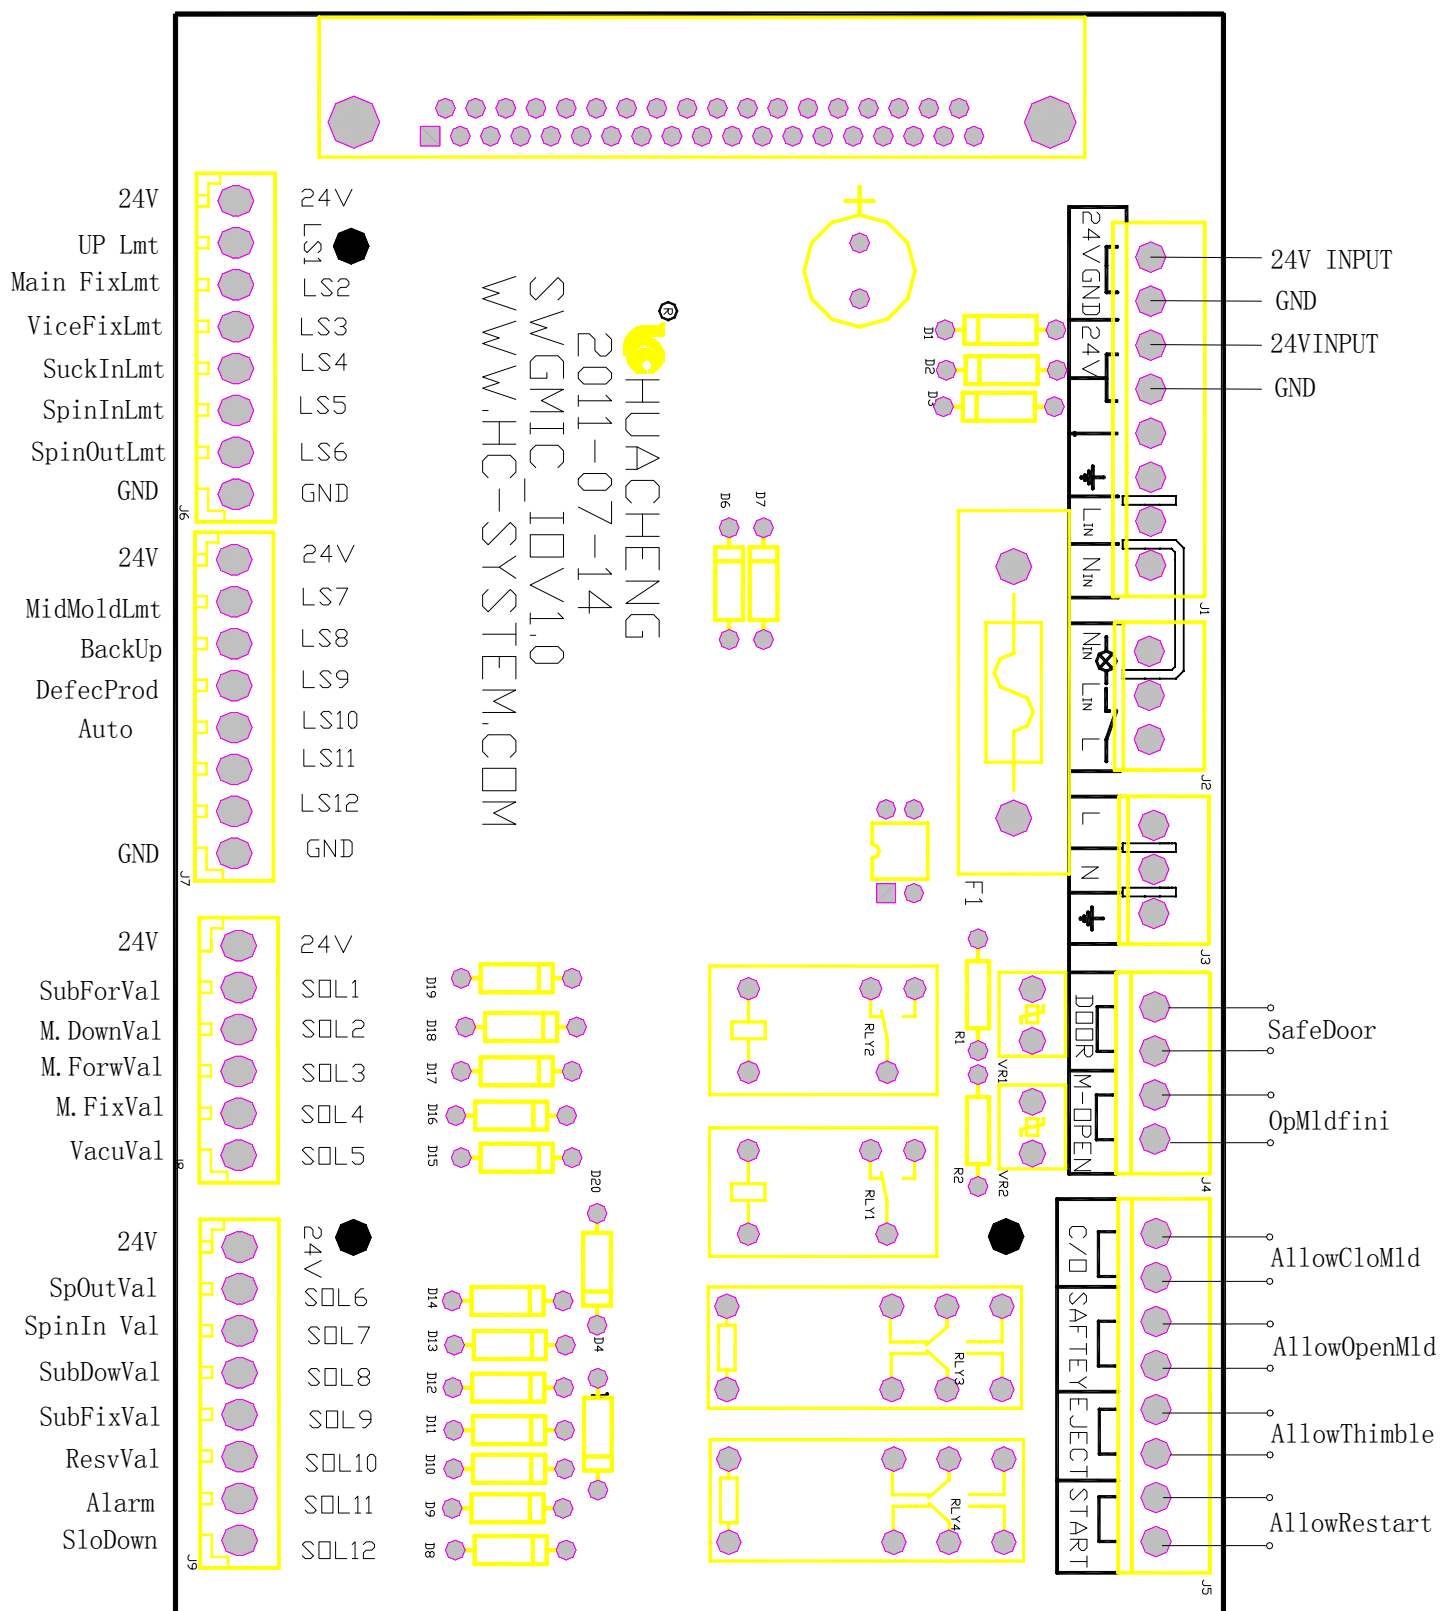 24V 24V
UP Lmt LS1
Main FixLmt LS2
ViceFixLmt LS3
SuckInLmt LS4
SpinInLmt LS5
SpinOutLmt LS6
GND GND
J6
24V 24V
MidMoldLmt LS7
BackUp LS8
DefecProd LS9
Auto LS10
LS11
LS12
GND GND
J7
24V 24V
SubForVal SOL1
M.DownVal SOL2
M.ForwVal SOL3
M.FixVal SOL4
VacuVal SOL5
24V 24V
SpOutVal SOL6
SpinIn Val SOL7
SubDowVal SOL8
SubFixVal SOL9
ResvVal SOL10
Alarm SOL11
SloDown SOL12
J9
HUACHENG
R
2011-07-14
SWGMIC_IOV1.0
WWW.HC-SYSTEM.COM
D1
D2
D3
D6 D7
F1
D19
D18
D17
D16
D15
D20
D4
D14
D13
D12
D11
D10
D9
D8
RLY2
RLY1
RLY3
RLY4
R1
VR1
R2
VR2
24V GND
24V
L IN
N IN
J1
N IN
L IN
L
J2
L
N
J3
DOOR
M-OPEN
J4
C/O
SAFTEY
EJECT
START
J5
24V INPUT
GND
24VINPUT
GND
SafeDoor
OpMldfini
AllowCloMld
AllowOpenMld
AllowThimble
AllowRestart